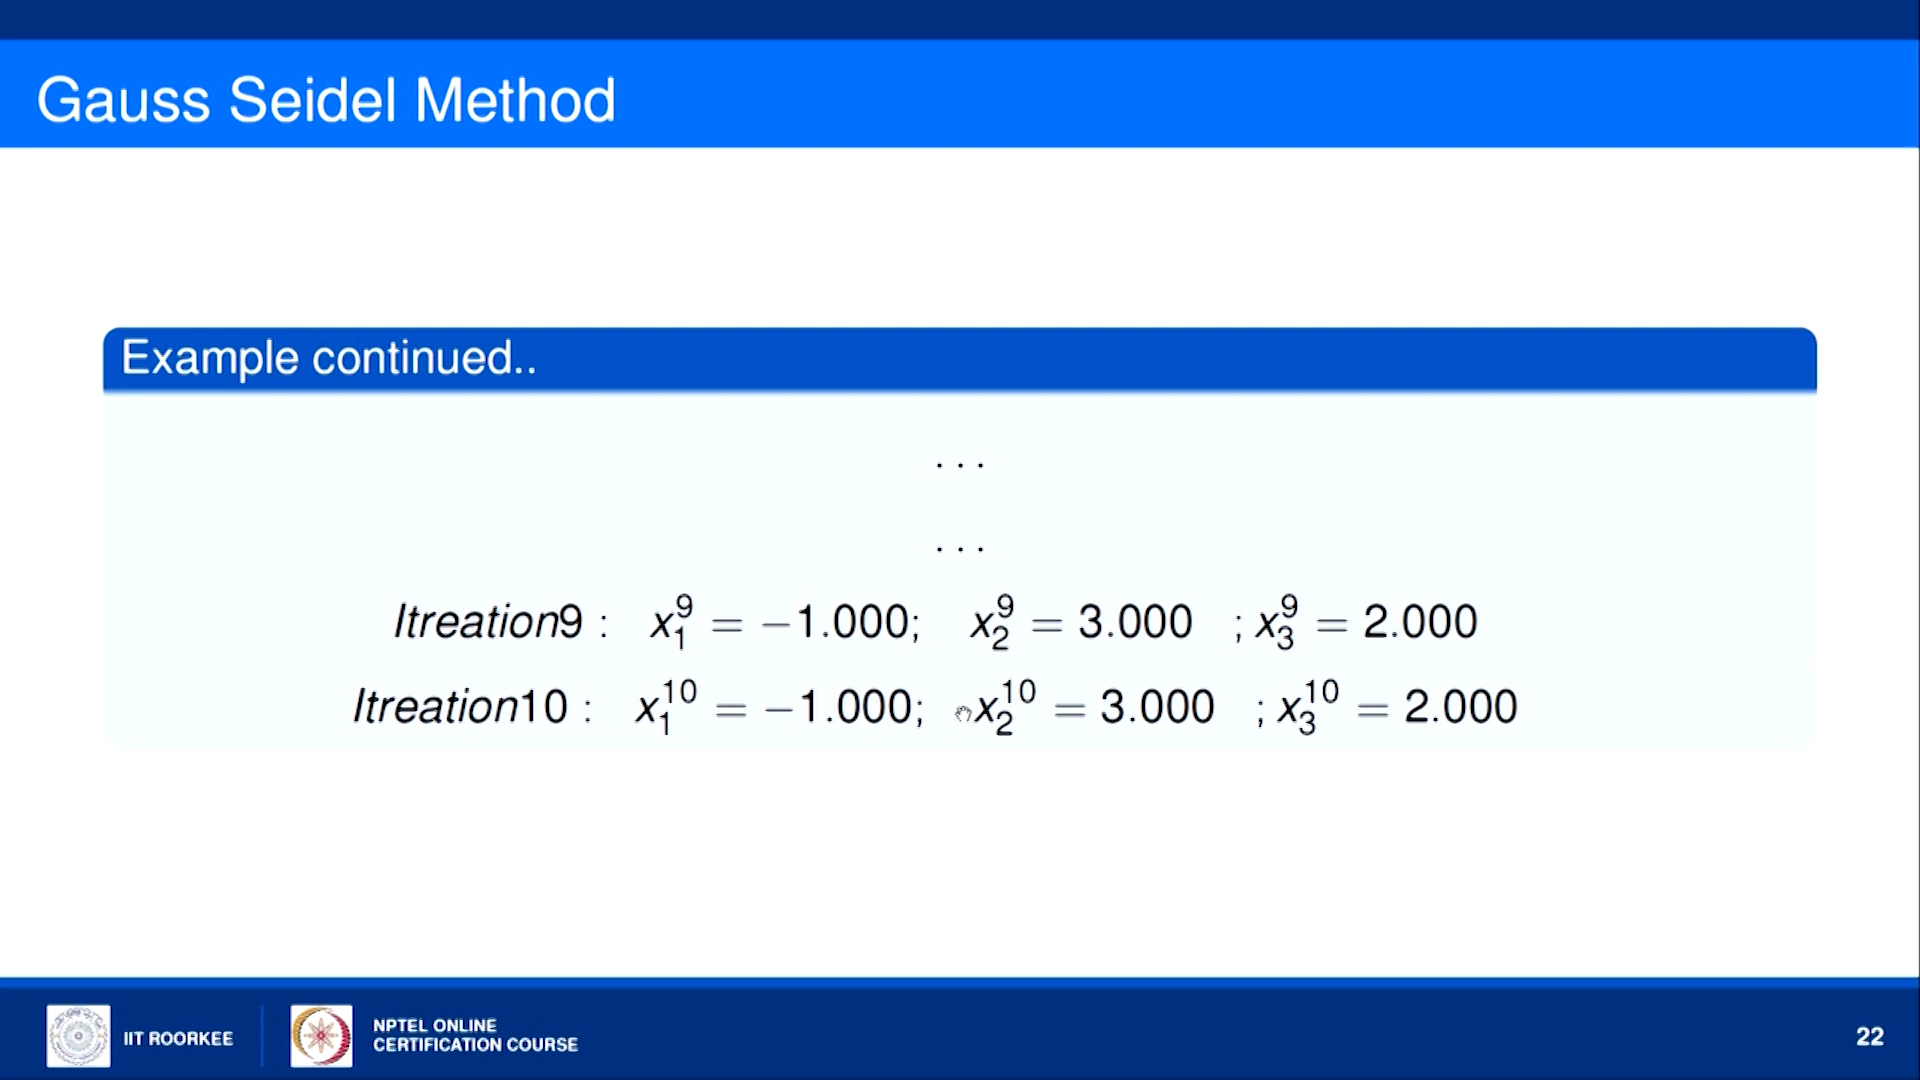 Gauss Seidel Method
Example continued..
. . .
. . .
Itreation9 : x₁⁹ = −1.000; x₂⁹ = 3.000 ; x₃⁹ = 2.000
Itreation10 : x₁¹⁰ = −1.000; x₂¹⁰ = 3.000 ; x₃¹⁰ = 2.000
IIT ROORKEE
NPTEL ONLINE
CERTIFICATION COURSE
22